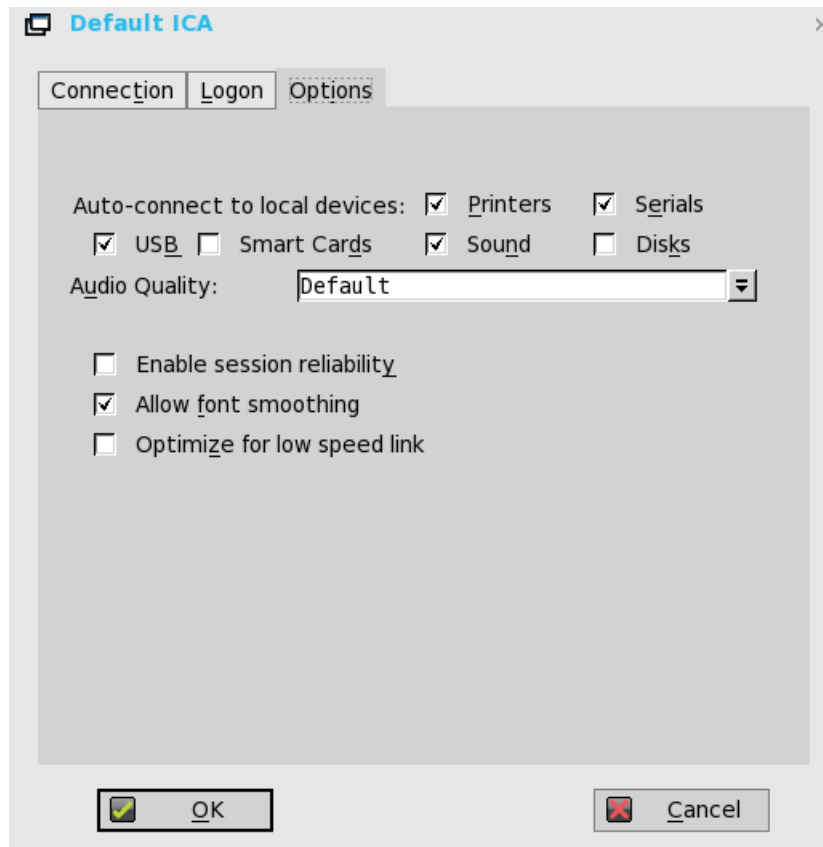 Default ICA
Connection Logon Options
Auto-connect to local devices: Printers Serials
USB Smart Cards Sound Disks
Audio Quality: Default
Enable session reliability
Allow font smoothing
Optimize for low speed link
OK Cancel